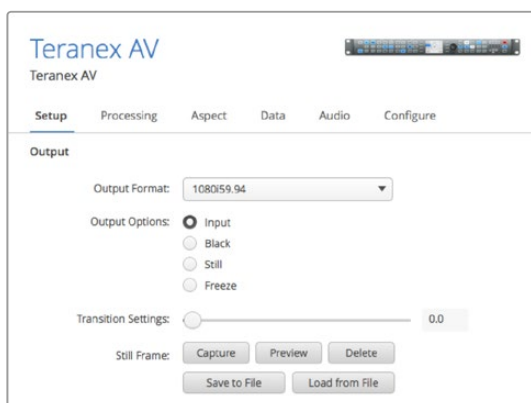 Teranex AV
Teranex AV
Setup Processing Aspect Data Audio Configure
Output
Output Format: 1080i59.94
Output Options: Input
Black
Still
Freeze
Transition Settings: 0.0
Still Frame: Capture Preview Delete
Save to File Load from File